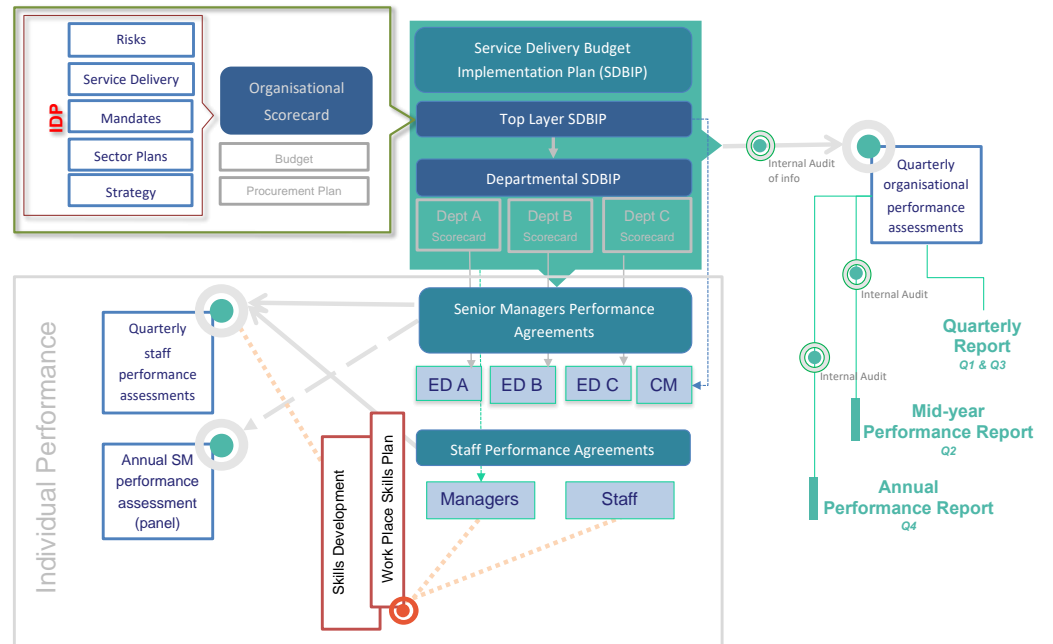 Risks
Service Delivery
Mandates
Sector Plans
Strategy
IDP
Organisational
Scorecard
Budget
Procurement Plan
Service Delivery Budget
Implementation Plan (SDBIP)
Top Layer SDBIP
Departmental SDBIP
Dept A
Scorecard
Dept B
Scorecard
Dept C
Scorecard
Internal Audit
of info
Quarterly
organisational
performance
assessments
Internal Audit
Internal Audit
Quarterly
Report
Q1 & Q3
Mid-year
Performance Report
Q2
Annual
Performance Report
Q4
Individual Performance
Quarterly
staff
performance
assessments
Annual SM
performance
assessment
(panel)
Senior Managers Performance
Agreements
ED A
ED B
ED C
CM
Staff Performance Agreements
Managers
Staff
Skills Development
Work Place Skills Plan